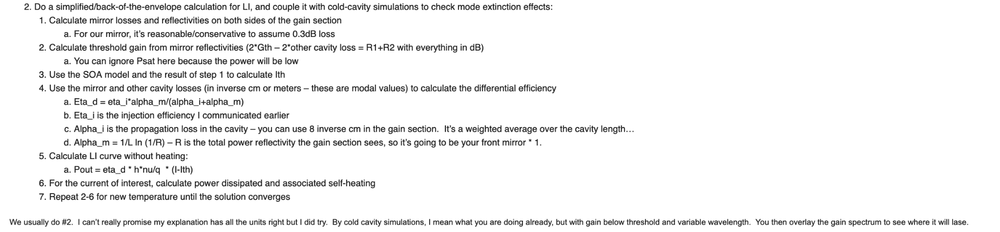 2. Do a simplified/back-of-the-envelope calculation for LI, and couple it with cold-cavity simulations to check mode extinction effects:
1. Calculate mirror losses and reflectivities on both sides of the gain section
a. For our mirror, it's reasonable/conservative to assume 0.3dB loss
2. Calculate threshold gain from mirror reflectivities (2*Gth – 2*other cavity loss = R1+R2 with everything in dB)
a. You can ignore Psat here because the power will be low
3. Use the SOA model and the result of step 1 to calculate Ith
4. Use the mirror and other cavity losses (in inverse cm or meters – these are modal values) to calculate the differential efficiency
a. Eta_d = eta_i*alpha_m/(alpha_i+alpha_m)
b. Eta_i is the injection efficiency I communicated earlier
c. Alpha_i is the propagation loss in the cavity – you can use 8 inverse cm in the gain section.  It's a weighted average over the cavity length…
d. Alpha_m = 1/L ln (1/R) – R is the total power reflectivity the gain section sees, so it's going to be your front mirror * 1.
5. Calculate LI curve without heating:
a. Pout = eta_d * h*nu/q  * (I-Ith)
6. For the current of interest, calculate power dissipated and associated self-heating
7. Repeat 2-6 for new temperature until the solution converges
We usually do #2.  I can't really promise my explanation has all the units right but I did try.  By cold cavity simulations, I mean what you are doing already, but with gain below threshold and variable wavelength.  You then overlay the gain spectrum to see where it will lase.